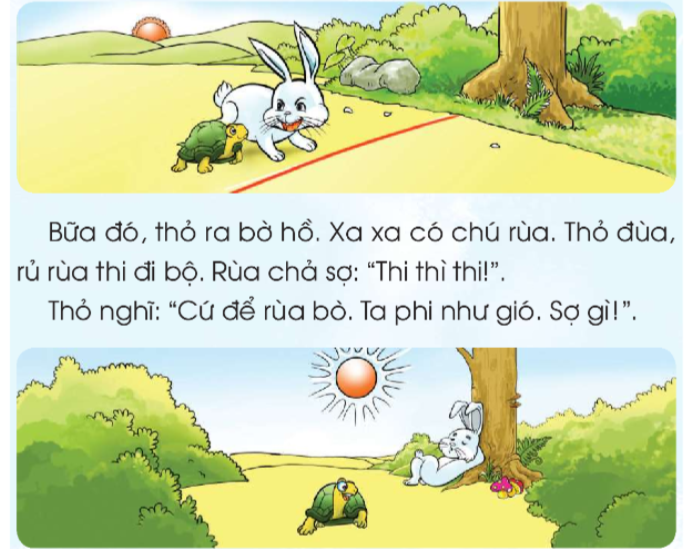 Bữa đó, thỏ ra bờ hồ. Xa xa có chú rùa. Thỏ đùa,
rủ rùa thi đi bộ. Rùa chả sợ: “Thi thì thi!”.
Thỏ nghĩ: “Cứ để rùa bò. Ta phi như gió. Sợ gì!”.